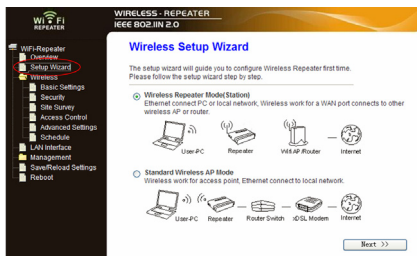 Wi Fi
REPEATER
WIRELESS - REPEATER
IEEE 802.11N 2.0
WiFi-Repeater
Overview
Setup Wizard
Wireless
Basic Settings
Security
Site Survey
Access Control
Advanced Settings
Schedule
LAN Interface
Management
Save/Reload Settings
Reboot
Wireless Setup Wizard
The setup wizard will guide you to configure Wireless Repeater first time.
Please follow the setup wizard step by step.
Wireless Repeater Mode(Station)
Ethernet connect PC or local network, Wireless work for a WAN port connects to other
wireless AP or router.
User-PC Repeater Wifi AP/Router Internet
Standard Wireless AP Mode
Wireless work for access point, Ethernet connect to local network.
User-PC Repeater Router Switch xDSL Modem Internet
Next >>